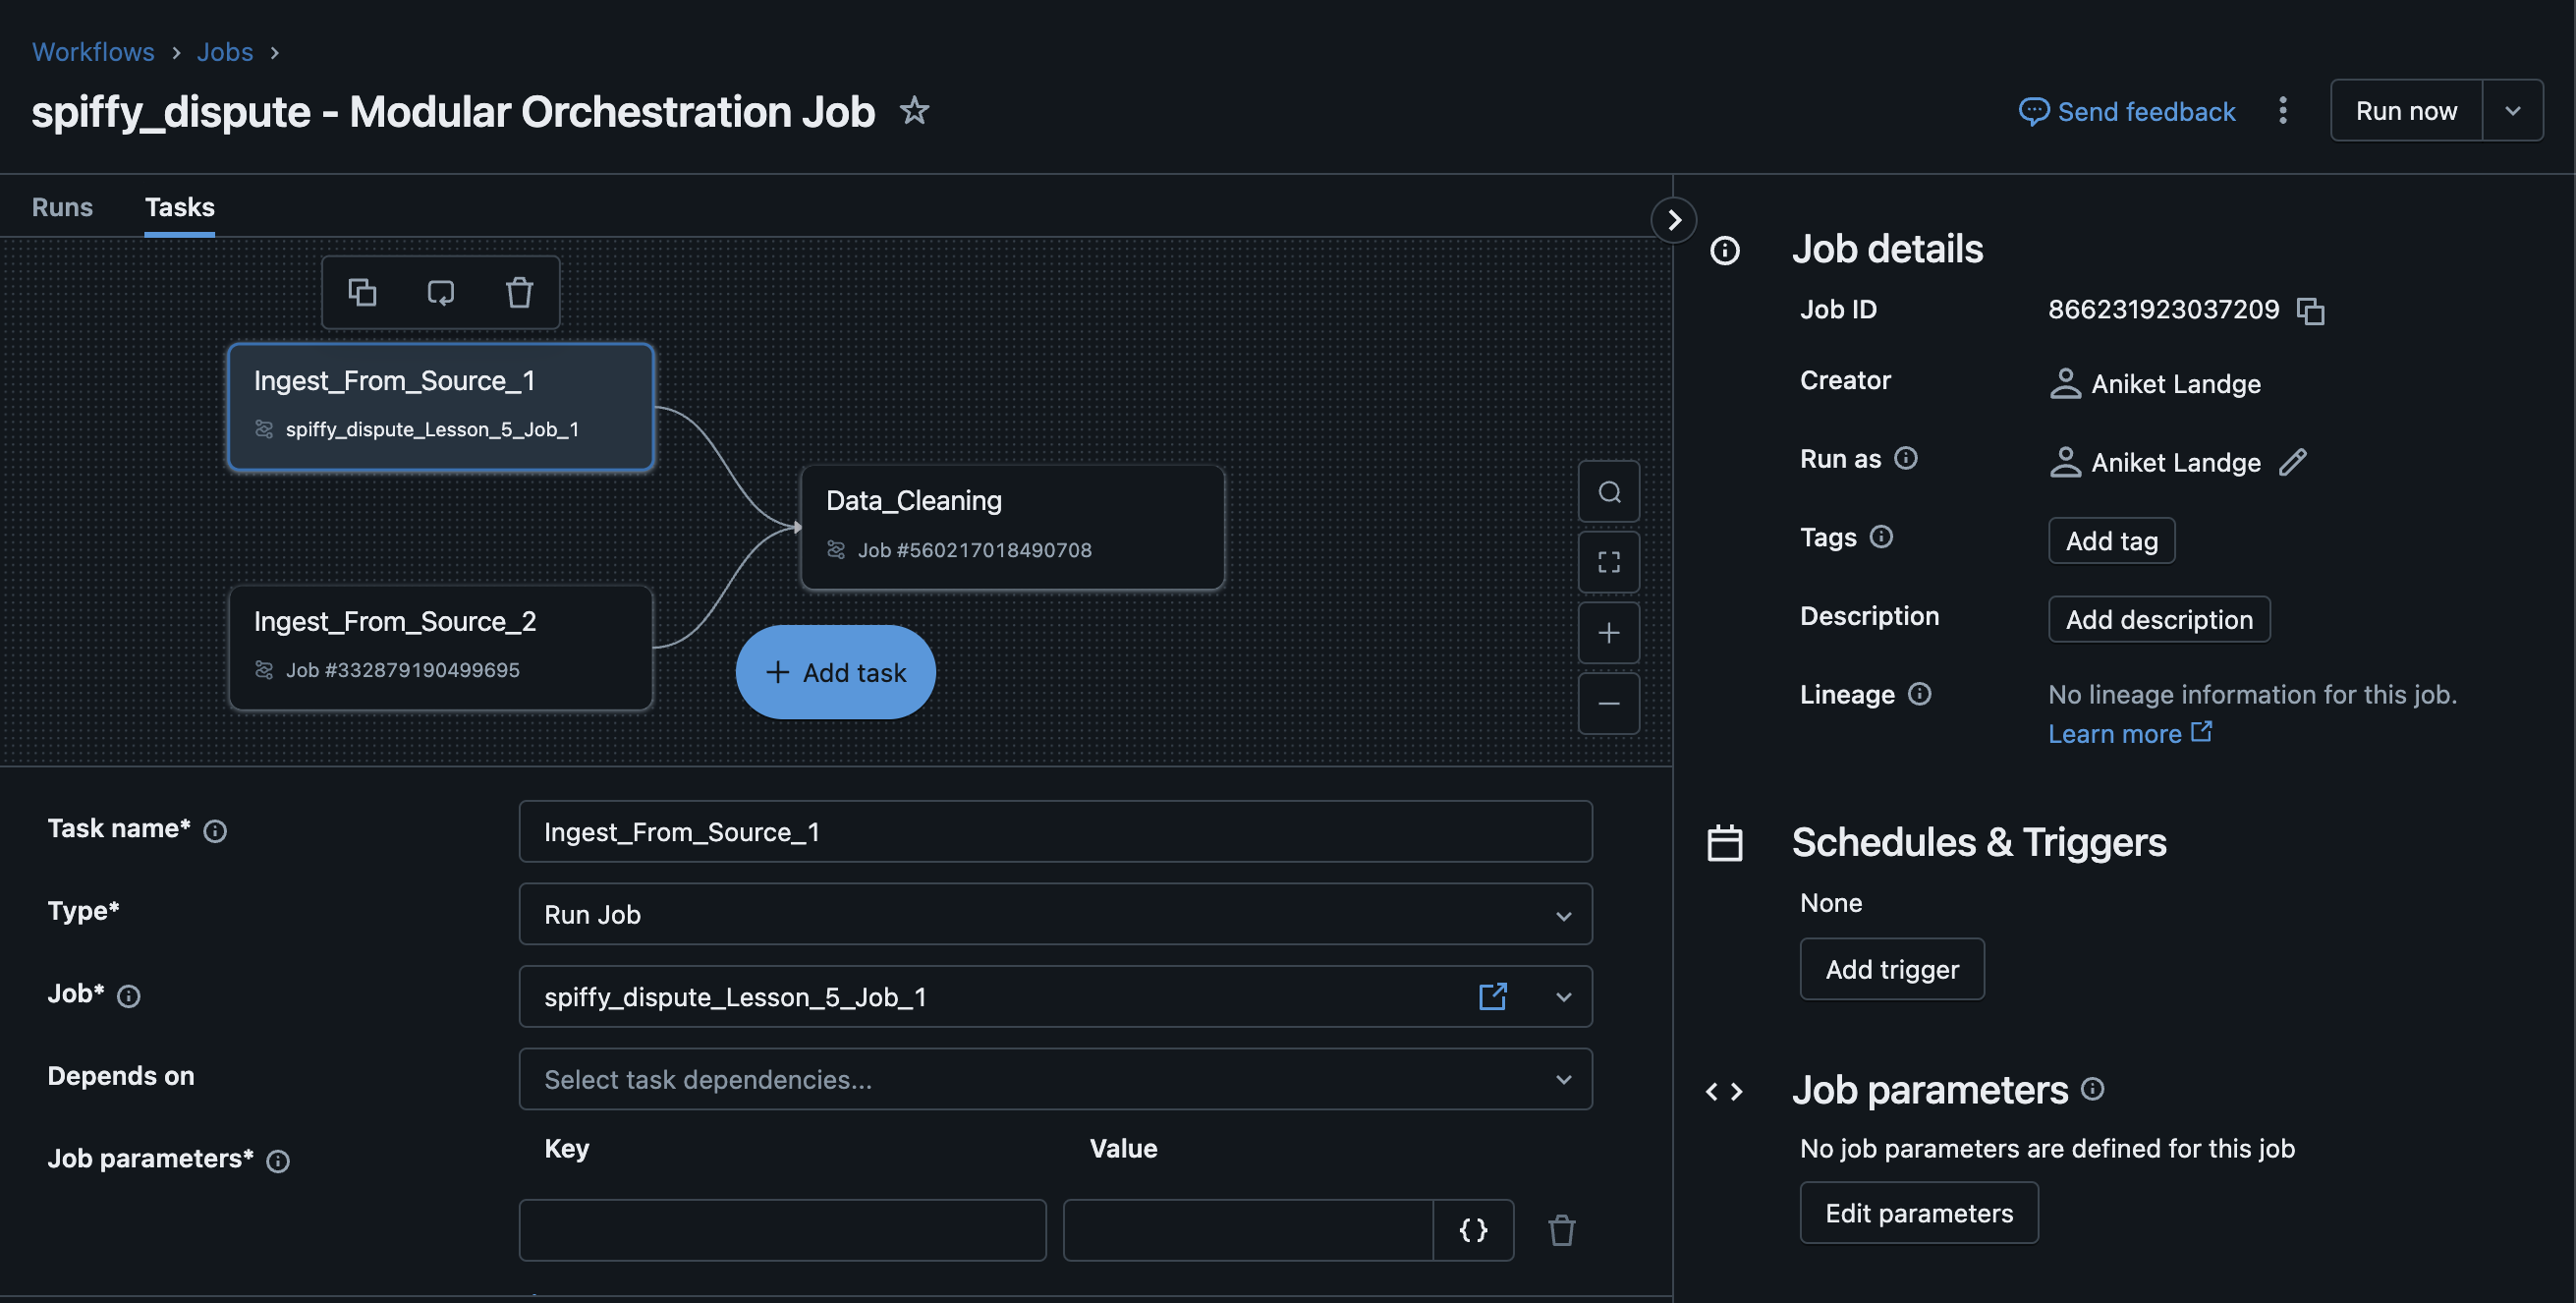 Workflows > Jobs >
spiffy_dispute - Modular Orchestration Job
Send feedback
Run now
Runs Tasks
Ingest_From_Source_1
spiffy_dispute_Lesson_5_Job_1
Data_Cleaning
Job #560217018490708
Ingest_From_Source_2
Job #332879190499695
+ Add task
Task name* Ingest_From_Source_1
Type* Run Job
Job* spiffy_dispute_Lesson_5_Job_1
Depends on Select task dependencies...
Job parameters* Key Value
{}
Job details
Job ID 866231923037209
Creator Aniket Landge
Run as Aniket Landge
Tags Add tag
Description Add description
Lineage No lineage information for this job.
Learn more
Schedules & Triggers
None
Add trigger
Job parameters
No job parameters are defined for this job
Edit parameters